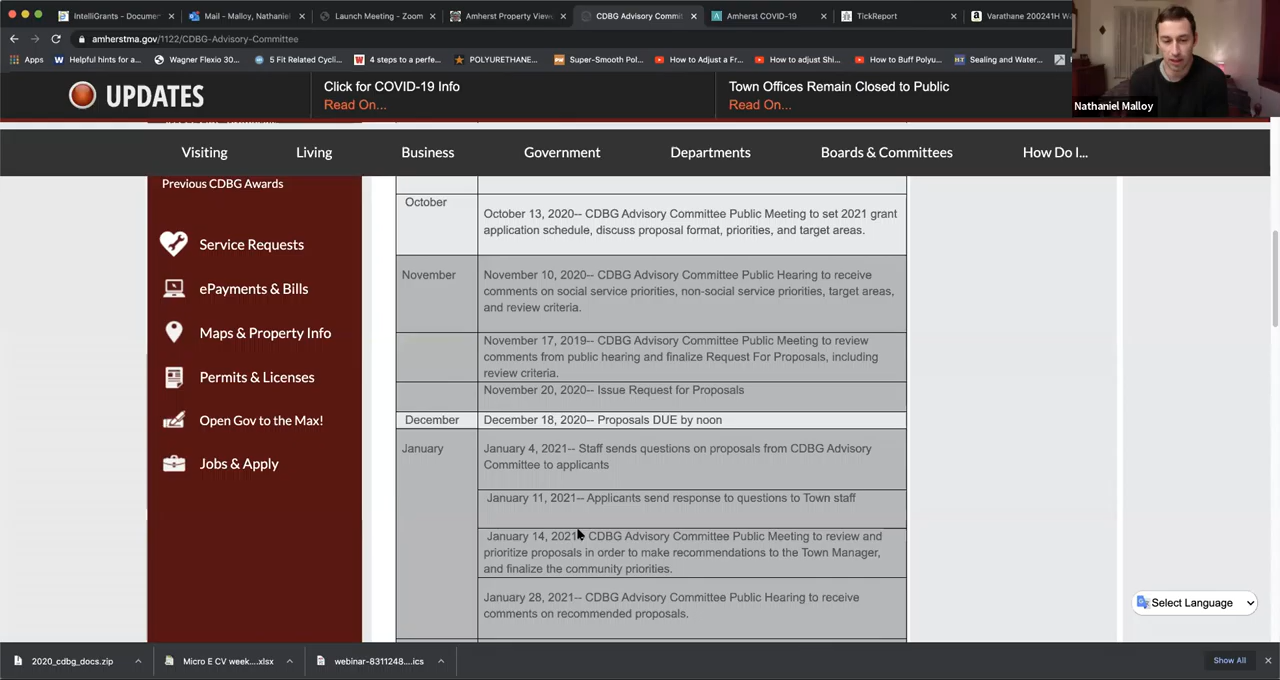 IntelliGrants - Documen
Mail - Malloy, Nathaniel
Launch Meeting - Zoom
Amherst Property View
CDBG Advisory Commit
Amherst COVID-19
TickReport
Varathane 200241H W
amherstma.gov/1122/CDBG-Advisory-Committee
Apps
Helpful hints for a...
Wagner Flexio 30...
5 Fit Related Cycli...
4 steps to a perfe...
POLYURETHANE...
Super-Smooth Pol...
How to Adjust a Fr...
How to adjust Shi...
How to Buff Polyu...
Sealing and Water...
Nathaniel Malloy
UPDATES
Click for COVID-19 Info
Read On...
Town Offices Remain Closed to Public
Read On...
Visiting
Living
Business
Government
Departments
Boards & Committees
How Do I...
Previous CDBG Awards
Service Requests
ePayments & Bills
Maps & Property Info
Permits & Licenses
Open Gov to the Max!
Jobs & Apply
October
October 13, 2020-- CDBG Advisory Committee Public Meeting to set 2021 grant
application schedule, discuss proposal format, priorities, and target areas.
November
November 10, 2020-- CDBG Advisory Committee Public Hearing to receive
comments on social service priorities, non-social service priorities, target areas,
and review criteria.
November 17, 2019-- CDBG Advisory Committee Public Meeting to review
comments from public hearing and finalize Request For Proposals, including
review criteria.
November 20, 2020-- Issue Request for Proposals
December
December 18, 2020-- Proposals DUE by noon
January
January 4, 2021-- Staff sends questions on proposals from CDBG Advisory
Committee to applicants
January 11, 2021-- Applicants send response to questions to Town staff
January 14, 2021-- CDBG Advisory Committee Public Meeting to review and
prioritize proposals in order to make recommendations to the Town Manager,
and finalize the community priorities.
January 28, 2021-- CDBG Advisory Committee Public Hearing to receive
comments on recommended proposals.
Select Language
2020_cdbg_docs.zip
Micro E CV week....xlsx
webinar-8311248....ics
Show All